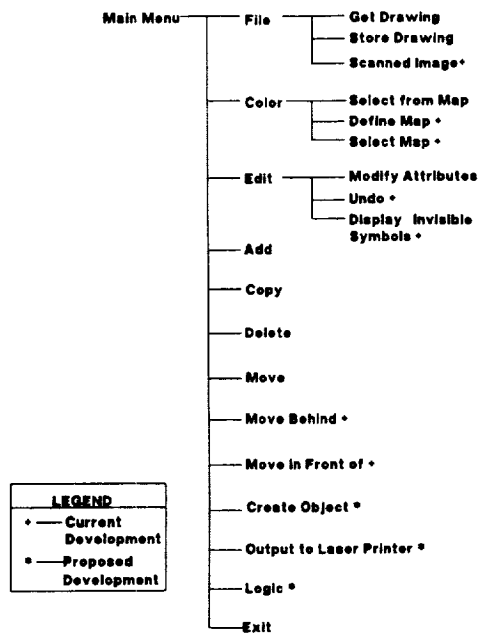 Main Menu
File
Get Drawing
Store Drawing
Scanned Image+
Color
Select from Map
Define Map +
Select Map +
Edit
Modify Attributes
Undo +
Display Invisible
Symbols +
Add
Copy
Delete
Move
Move Behind +
Move in Front of +
Create Object *
Output to Laser Printer *
Logic *
Exit
LEGEND
+ — Current
Development
* — Proposed
Development